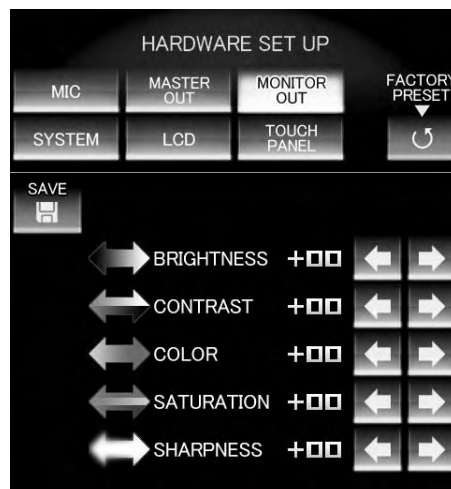 HARDWARE SET UP
MIC
MASTER
OUT
MONITOR
OUT
FACTORY
PRESET
SYSTEM
LCD
TOUCH
PANEL
SAVE
BRIGHTNESS +00
CONTRAST +00
COLOR +00
SATURATION +00
SHARPNESS +00